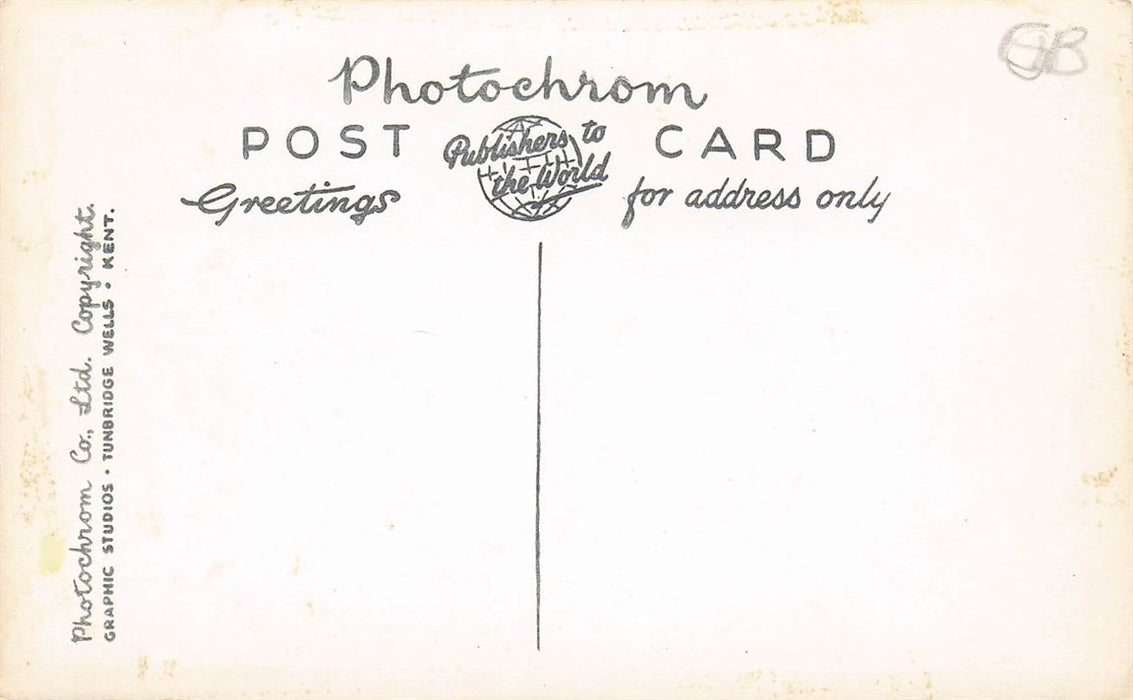 GB
Photochrom
POST CARD
Publishers to
the World
Greetings
for address only
Photochrom Co., Ltd. Copyright.
GRAPHIC STUDIOS • TUNBRIDGE WELLS • KENT.